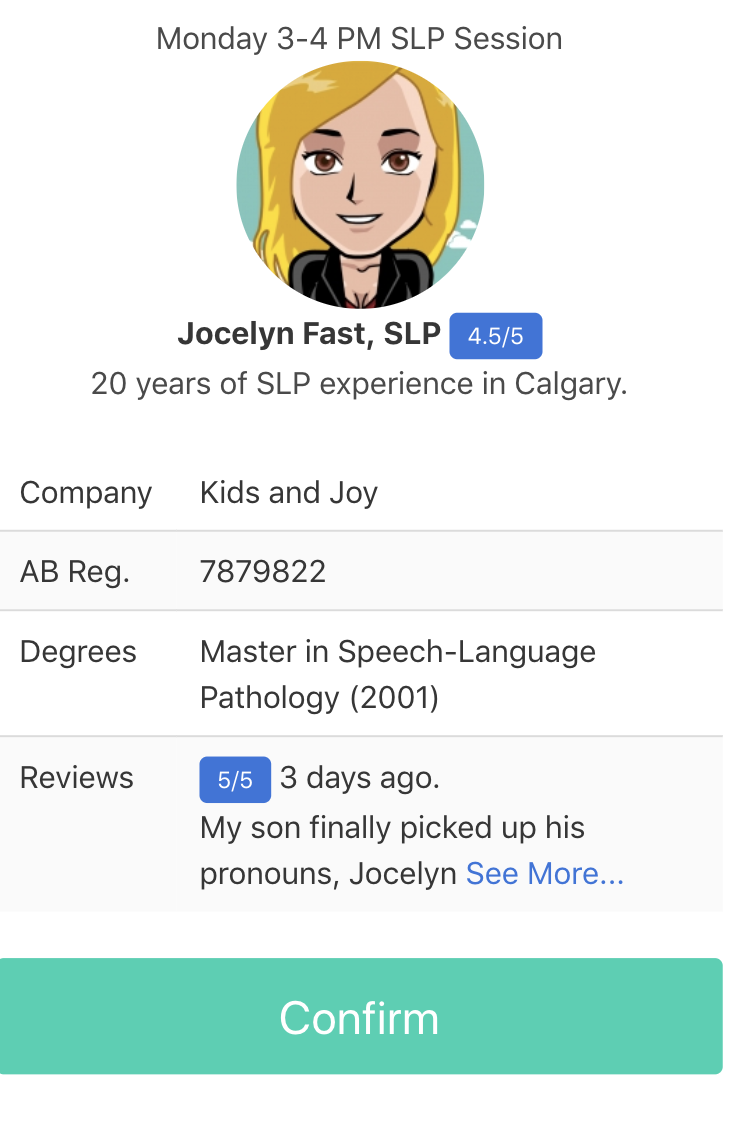 Monday 3-4 PM SLP Session
Jocelyn Fast, SLP 4.5/5
20 years of SLP experience in Calgary.
Company Kids and Joy
AB Reg. 7879822
Degrees Master in Speech-Language
Pathology (2001)
Reviews 5/5 3 days ago.
My son finally picked up his
pronouns, Jocelyn See More...
Confirm